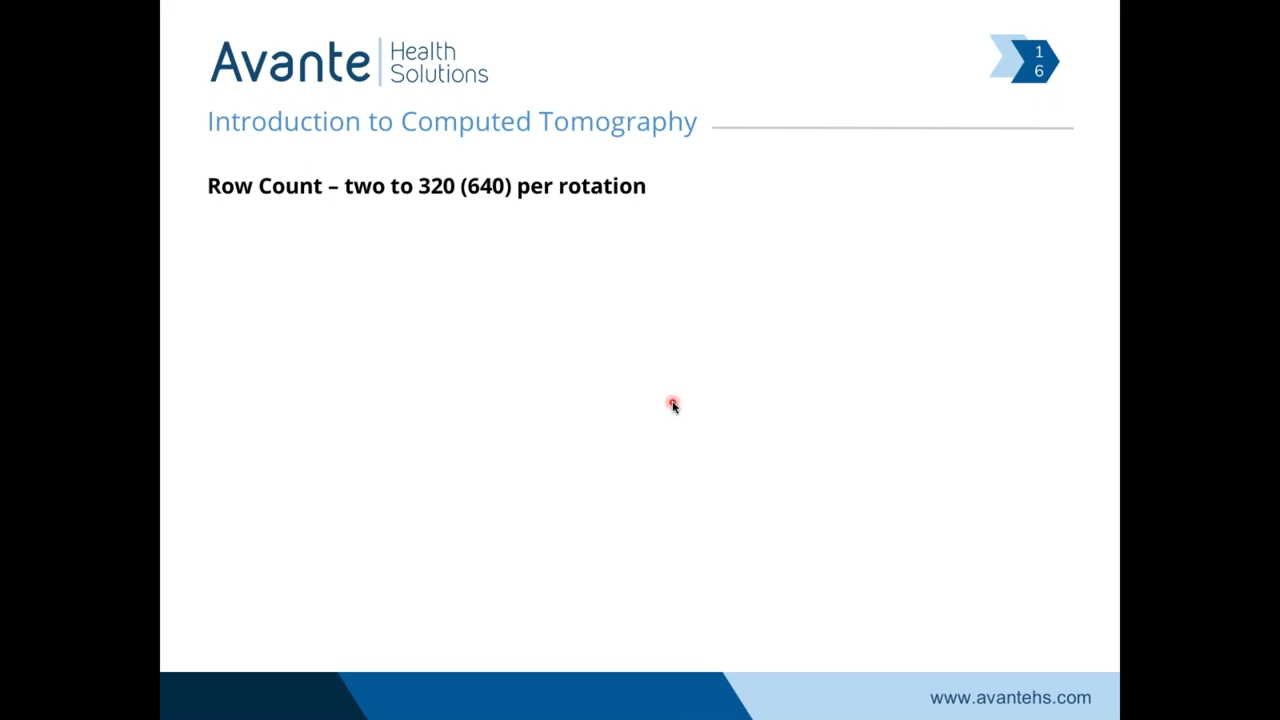 Avante
Health
Solutions
1
6
Introduction to Computed Tomography
Row Count – two to 320 (640) per rotation
www.avantehs.com